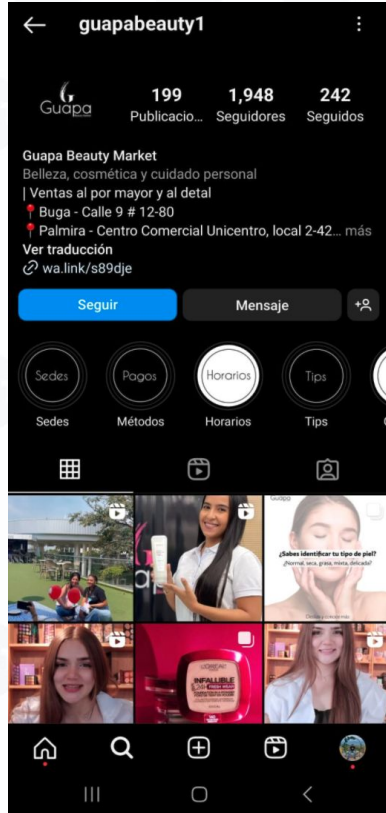 guapabeauty1
Guapa
199
Publicacio...
1,948
Seguidores
242
Seguidos
Guapa Beauty Market
Belleza, cosmética y cuidado personal
| Ventas al por mayor y al detal
📍Buga - Calle 9 # 12-80
📍Palmira - Centro Comercial Unicentro, local 2-42... más
Ver traducción
wa.link/s89dje
Seguir
Mensaje
Sedes
Pagos
Horarios
Tips
Sedes
Métodos
Horarios
Tips
Guapa
¿Sabes identificar tu tipo de piel?
¿Normal, seca, grasa, mixta, delicada?
L'ORÉAL
INFALLIBLE
FRESH WEAR